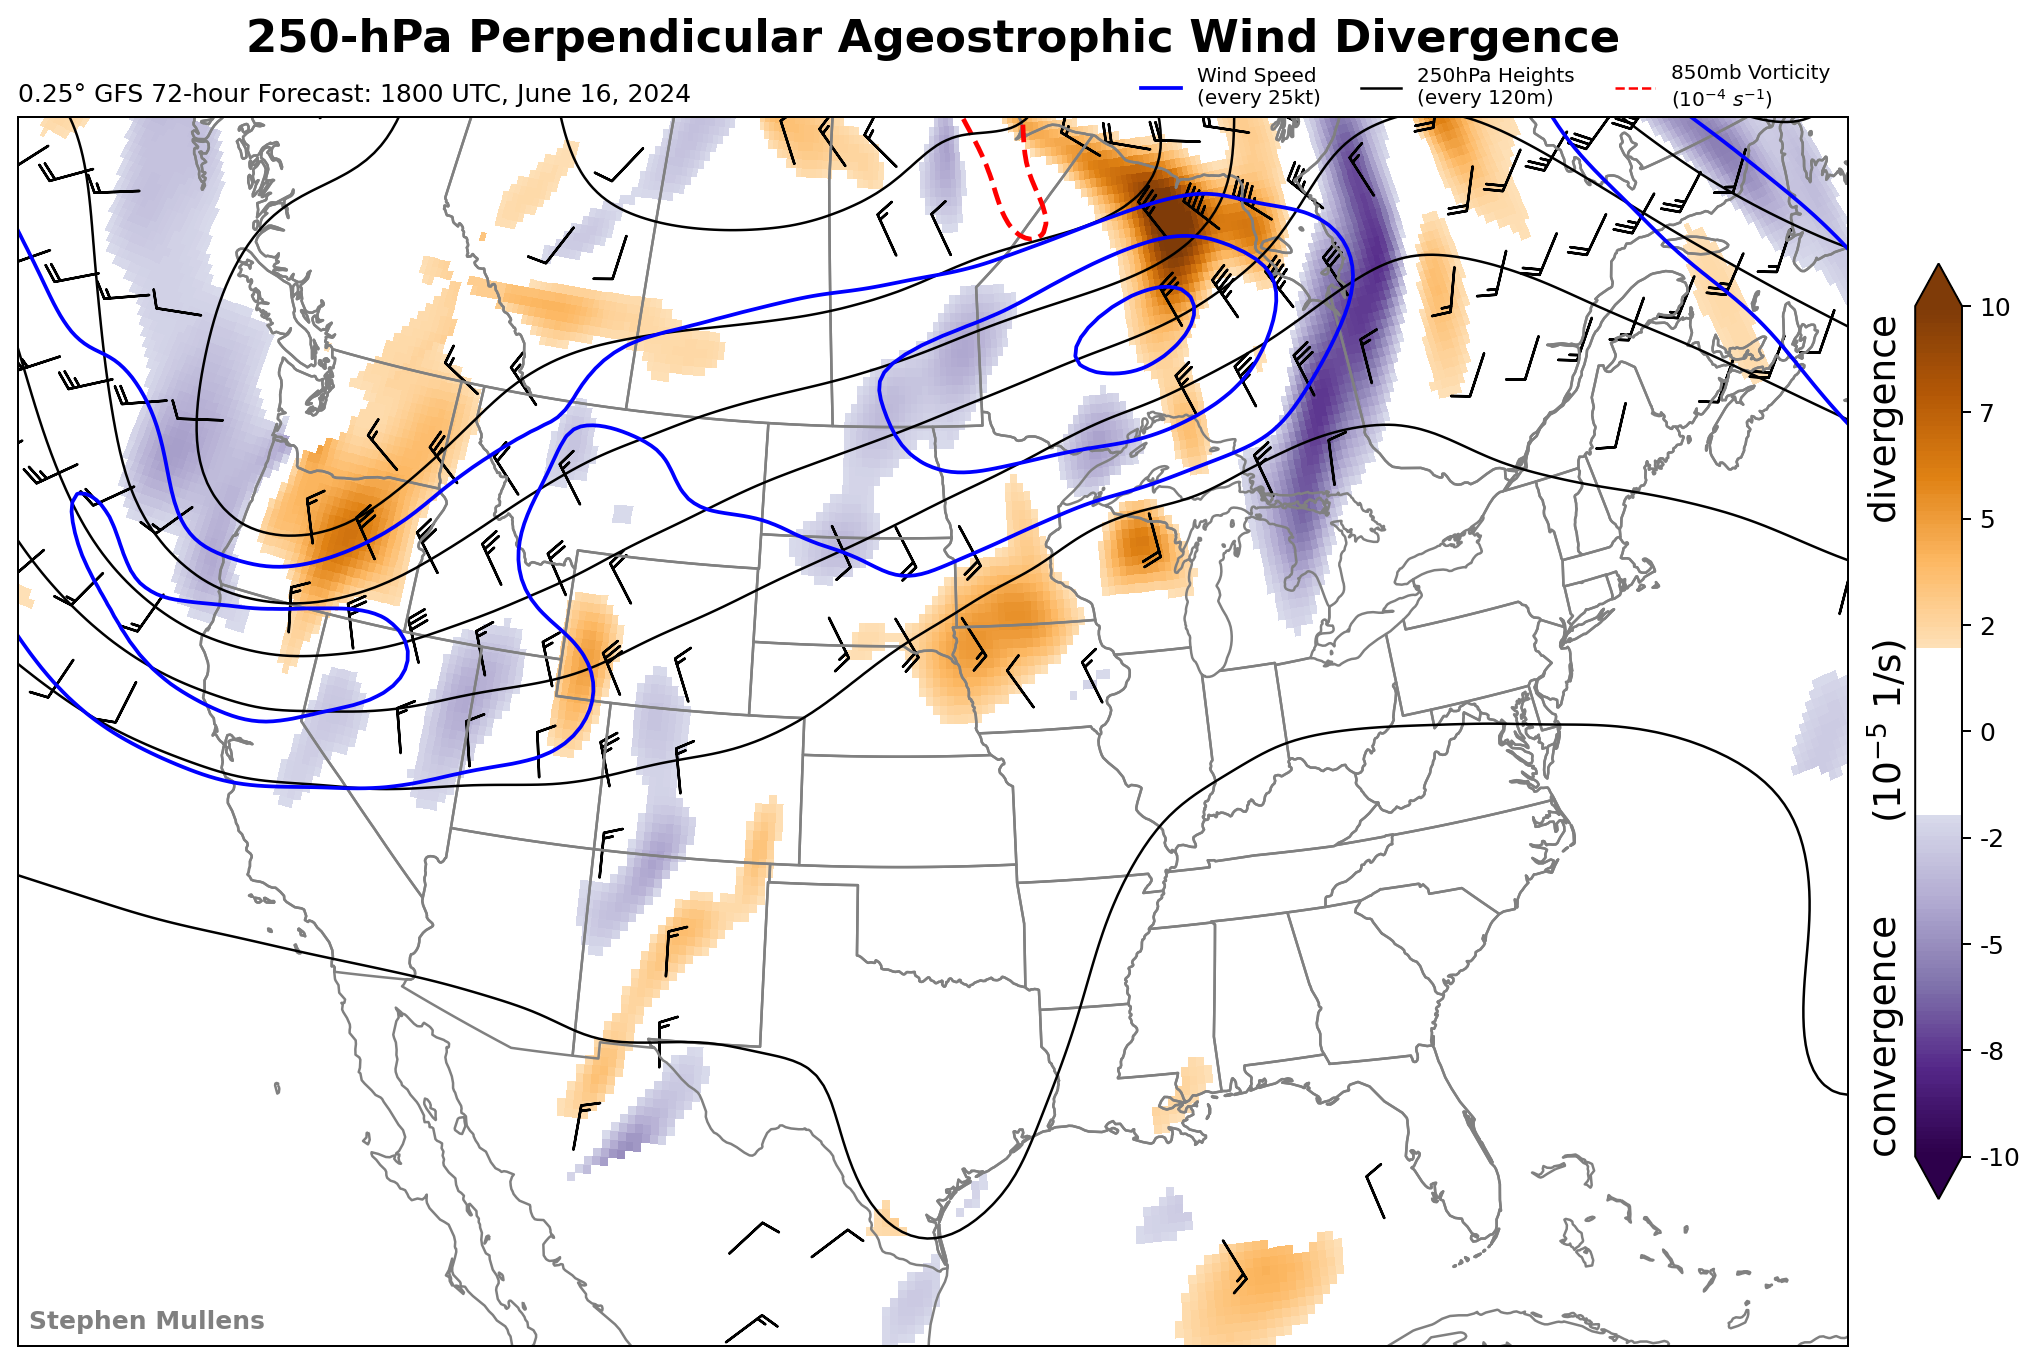 250-hPa Perpendicular Ageostrophic Wind Divergence
0.25° GFS 72-hour Forecast: 1800 UTC, June 16, 2024
Wind Speed
(every 25kt)
250hPa Heights
(every 120m)
850mb Vorticity
(10⁻⁴ s⁻¹)
10
7
5
2
0
-2
-5
-8
-10
convergence (10⁻⁵ 1/s) divergence
Stephen Mullens